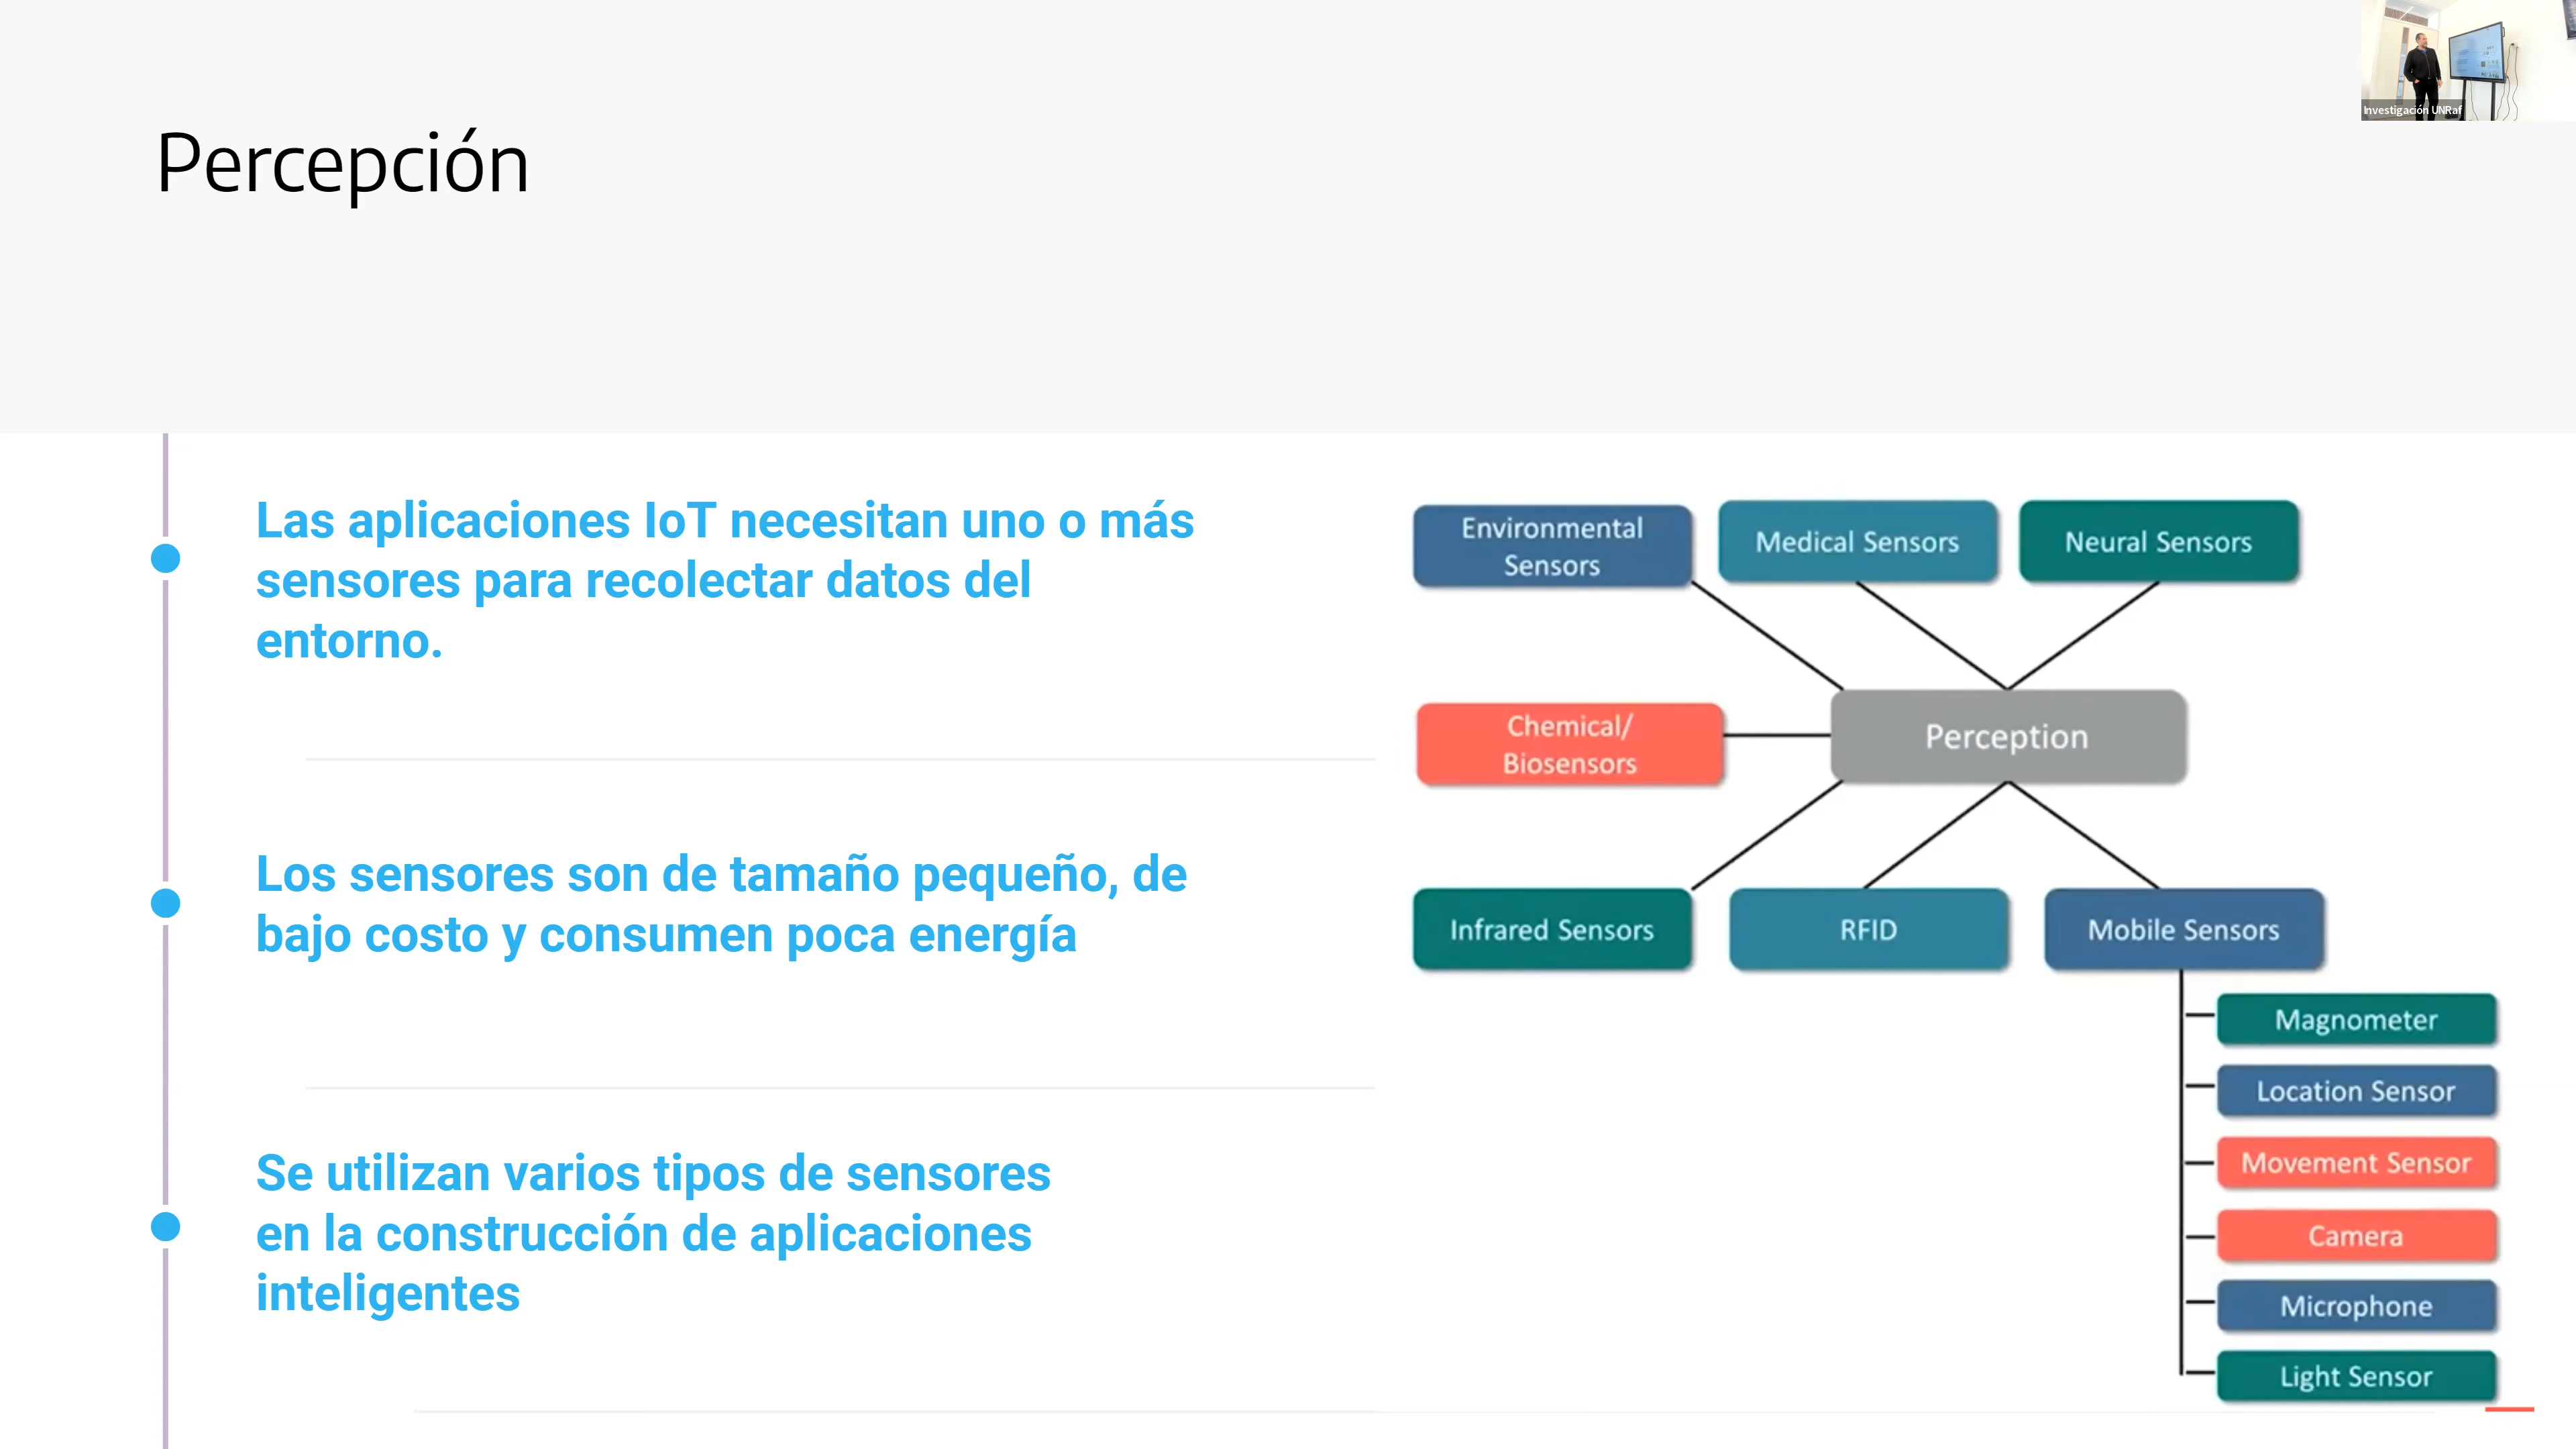 Investigación UNRaf
Percepción
Las aplicaciones IoT necesitan uno o más
sensores para recolectar datos del
entorno.
Los sensores son de tamaño pequeño, de
bajo costo y consumen poca energía
Se utilizan varios tipos de sensores
en la construcción de aplicaciones
inteligentes
Environmental
Sensors
Medical Sensors
Neural Sensors
Chemical/
Biosensors
Perception
Infrared Sensors
RFID
Mobile Sensors
Magnometer
Location Sensor
Movement Sensor
Camera
Microphone
Light Sensor